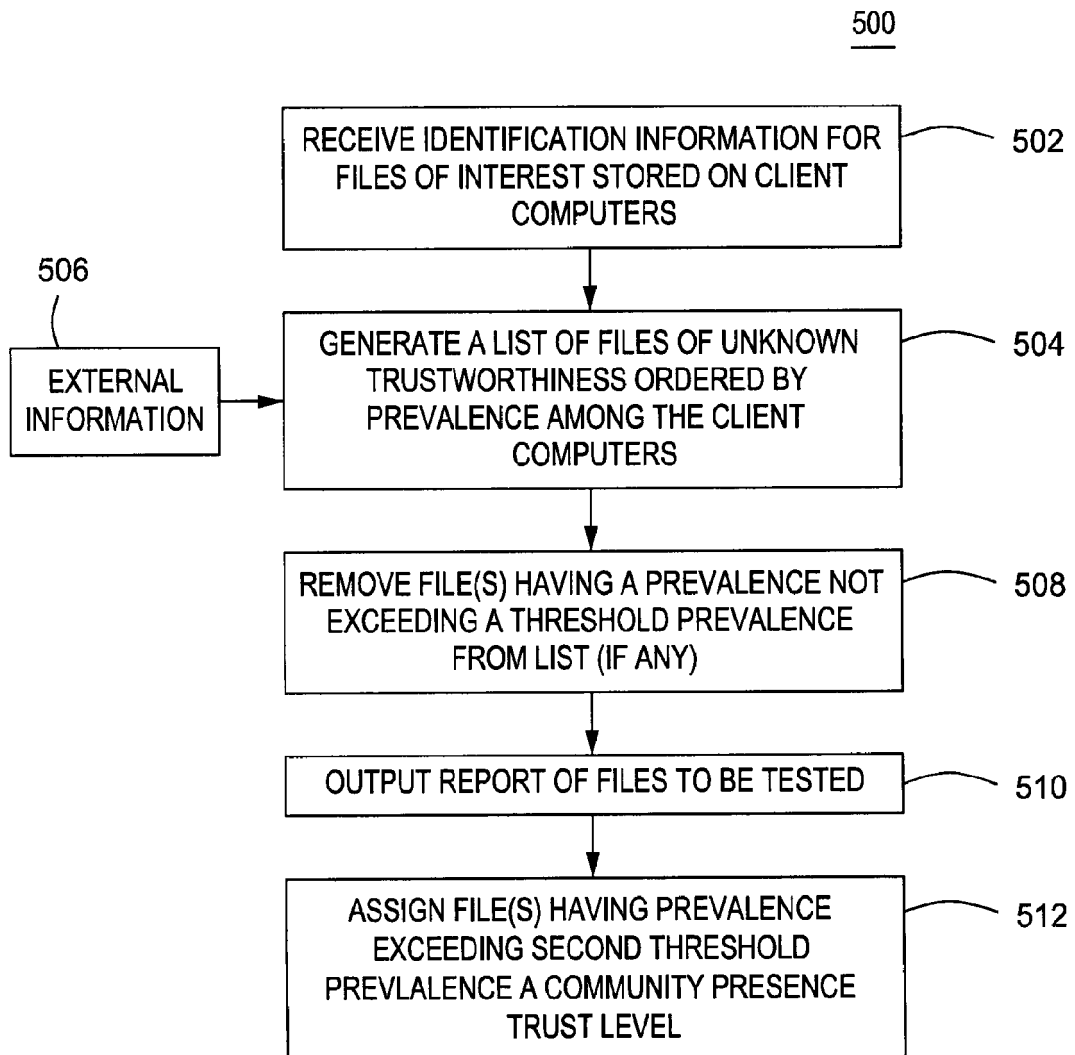 500
RECEIVE IDENTIFICATION INFORMATION FOR
FILES OF INTEREST STORED ON CLIENT
COMPUTERS
502
506
EXTERNAL
INFORMATION
GENERATE A LIST OF FILES OF UNKNOWN
TRUSTWORTHINESS ORDERED BY
PREVALENCE AMONG THE CLIENT
COMPUTERS
504
REMOVE FILE(S) HAVING A PREVALENCE NOT
EXCEEDING A THRESHOLD PREVALENCE
FROM LIST (IF ANY)
508
OUTPUT REPORT OF FILES TO BE TESTED
510
ASSIGN FILE(S) HAVING PREVALENCE
EXCEEDING SECOND THRESHOLD
PREVLALENCE A COMMUNITY PRESENCE
TRUST LEVEL
512